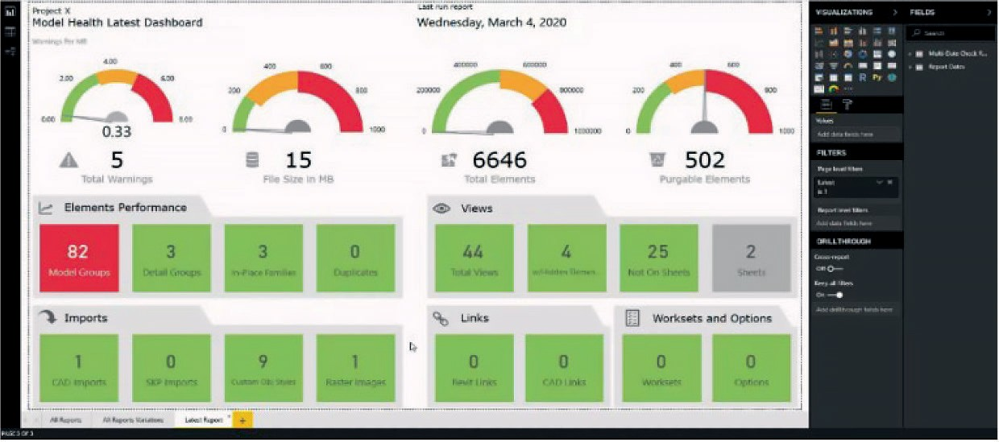 Project X
Model Health Latest Dashboard
Last run report
Wednesday, March 4, 2020
Warnings Per MB
0.00
2.00
4.00
6.00
8.00
0.33
5
Total Warnings
0
200
400
600
800
1000
15
File Size in MB
0
200000
400000
600000
800000
1000000
6646
Total Elements
0
200
400
600
800
1000
502
Purgable Elements
Elements Performance
82
Model Groups
3
Detail Groups
3
In-Place Families
0
Duplicates
Views
44
Total Views
4
w/Hidden Elemen...
25
Not On Sheets
2
Sheets
Imports
1
CAD Imports
0
SKP Imports
9
Custom Obj Styles
1
Raster Images
Links
0
Revit Links
0
CAD Links
Worksets and Options
0
Worksets
0
Options
All Reports
All Reports Variations
Latest Report
+
PAGE 3 OF 3
VISUALIZATIONS
R
Py
Values
Add data fields here
FILTERS
Page level filters
Latest
is 1
Report level filters
Add data fields here
DRILLTHROUGH
Cross-report
Off
Keep all filters
On
Add drillthrough fields here
FIELDS
Search
Multi-Date Check R...
Report Dates